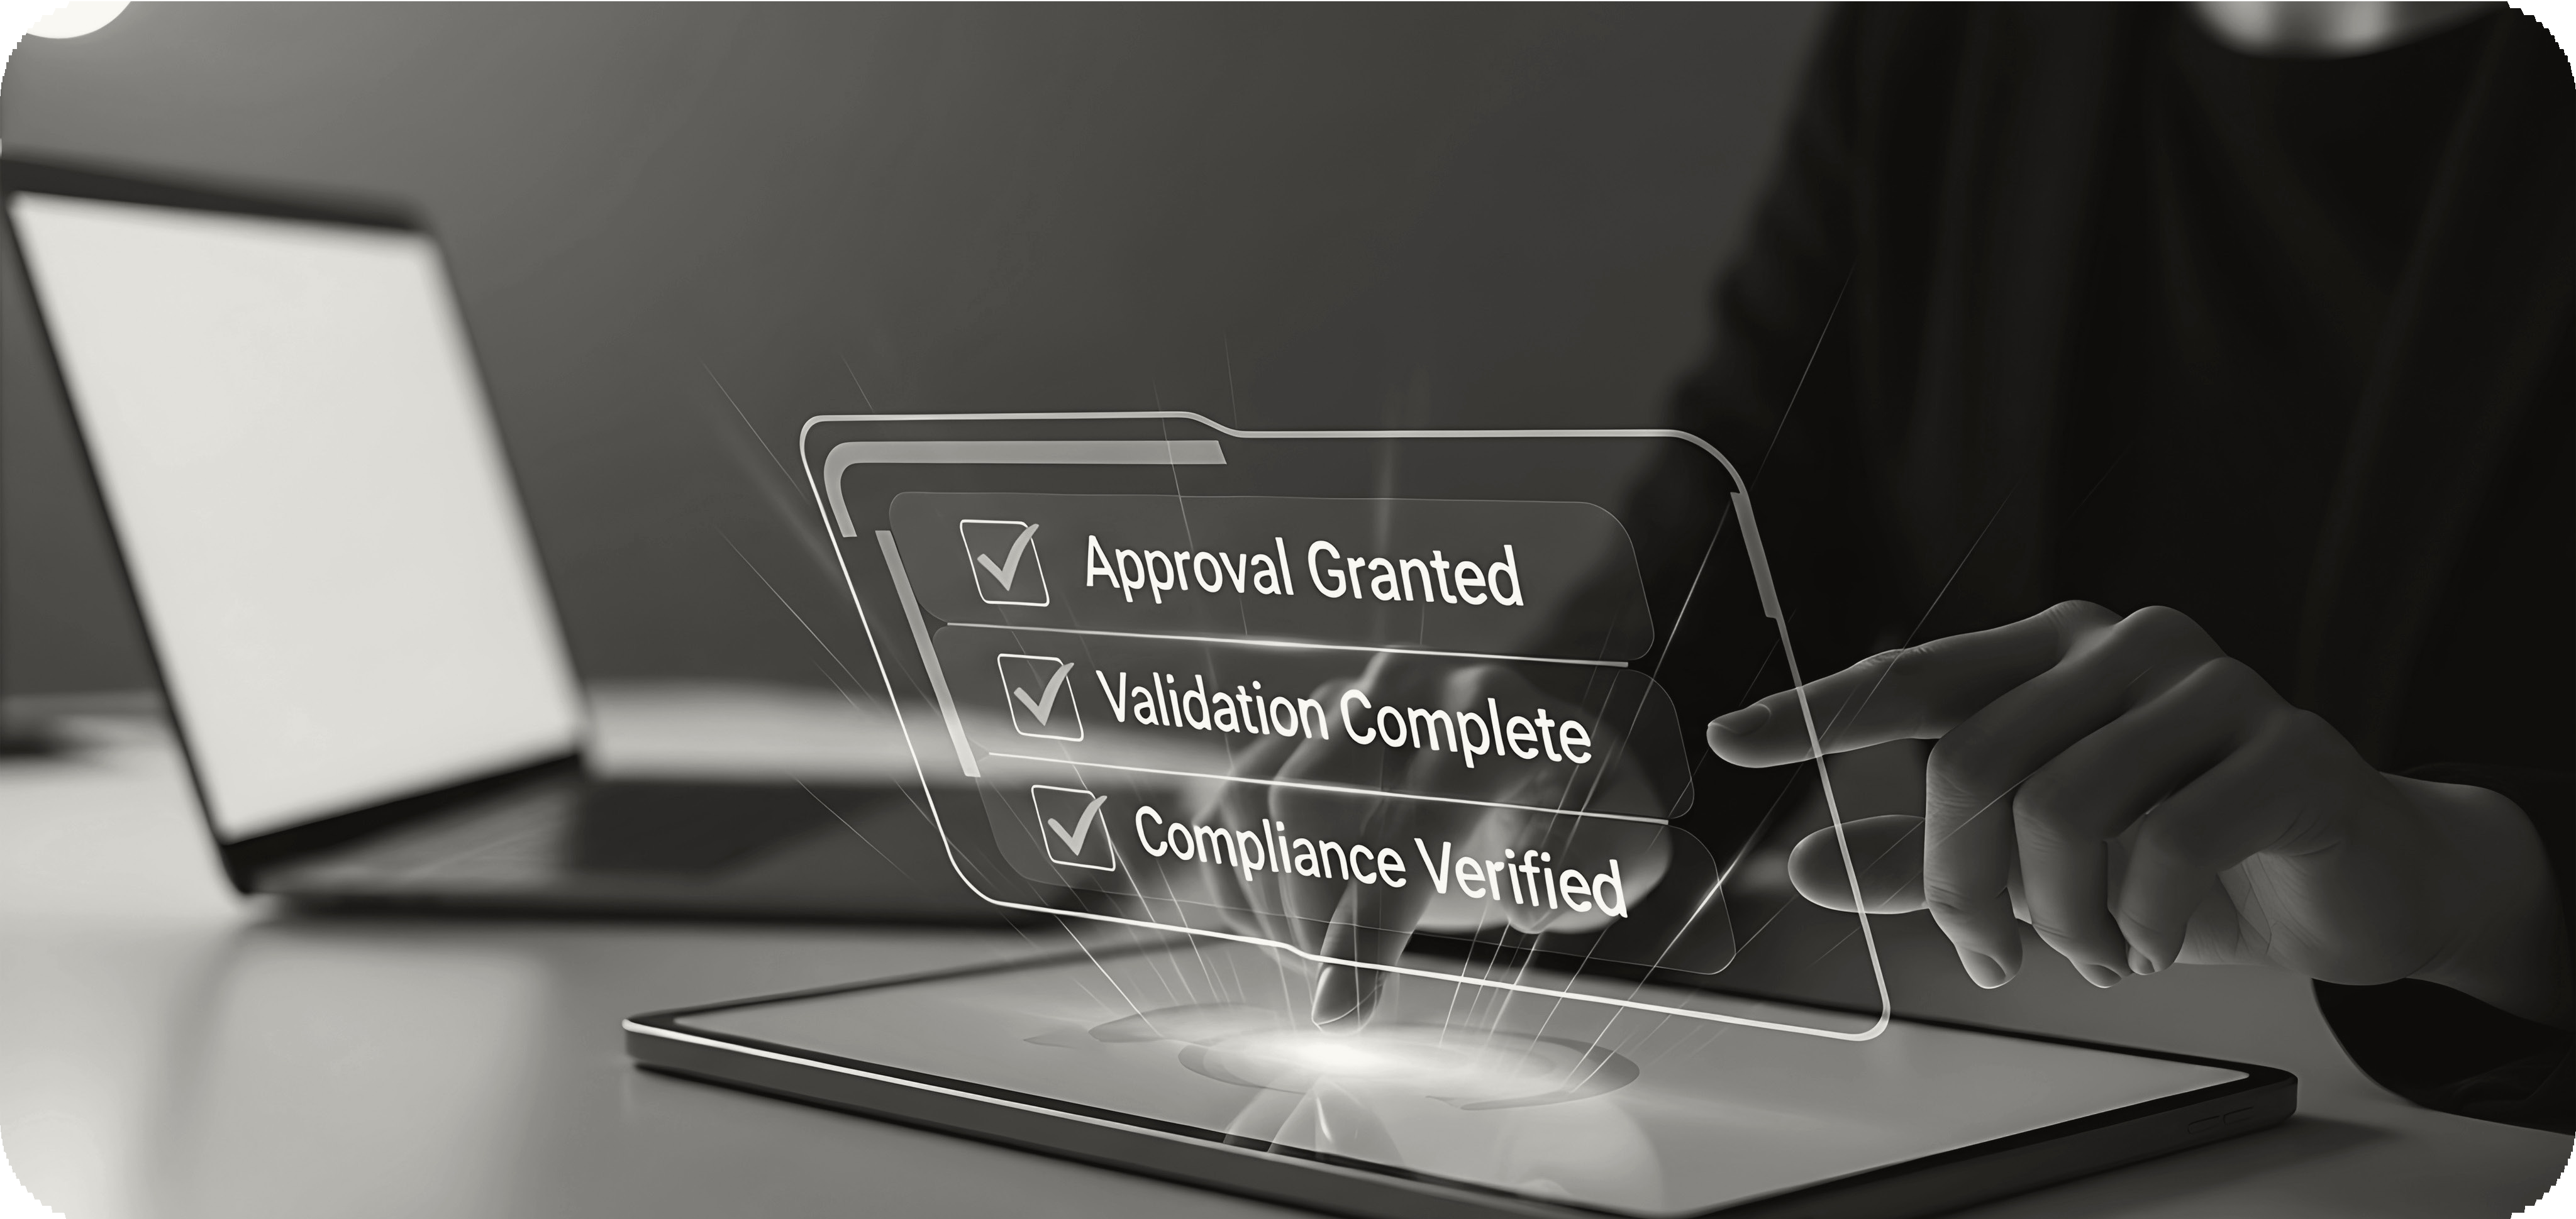 Approval Granted
Validation Complete
Compliance Verified